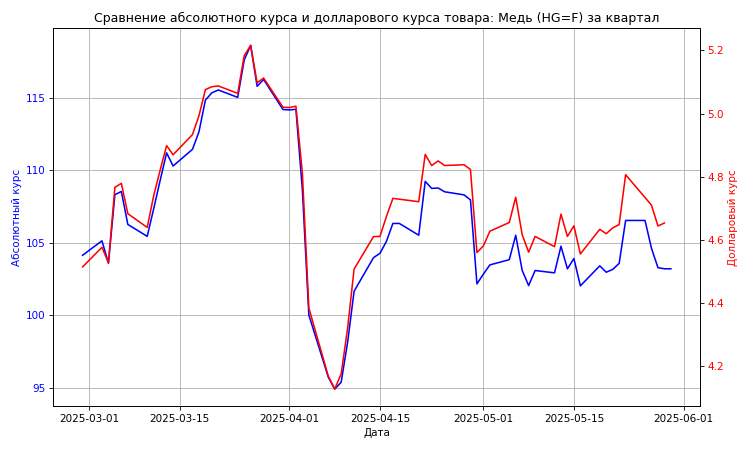 Сравнение абсолютного курса и долларового курса товара: Медь (HG=F) за квартал
Абсолютный курс
115
110
105
100
95
5.2
5.0
4.8
4.6
4.4
4.2
Долларовый курс
2025-03-01 2025-03-15 2025-04-01 2025-04-15 2025-05-01 2025-05-15 2025-06-01
Дата